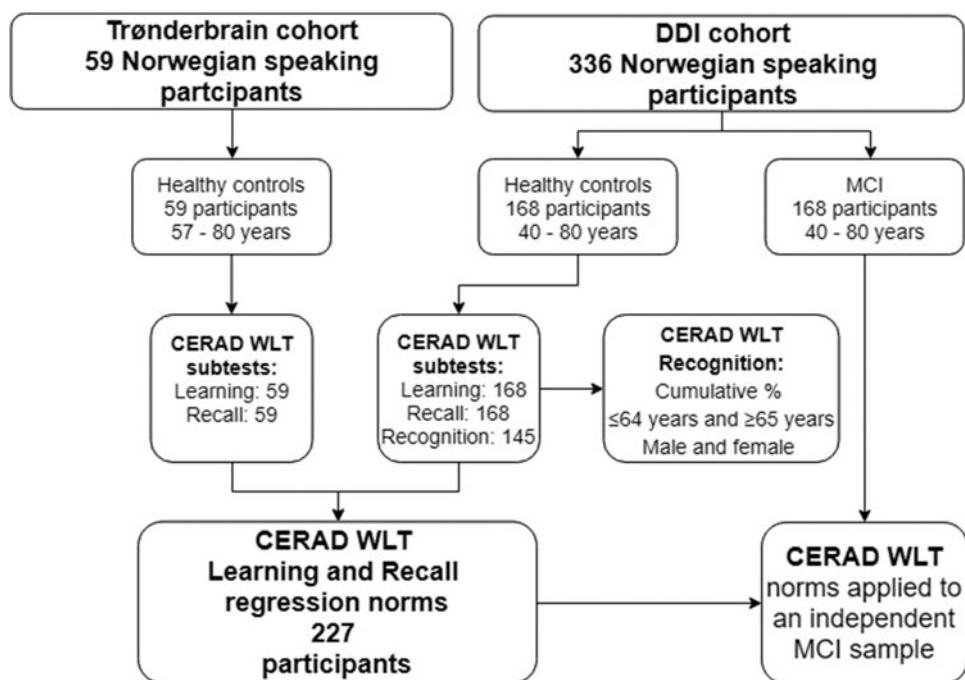 Trønderbrain cohort
59 Norwegian speaking
partcipants
DDI cohort
336 Norwegian speaking
participants
Healthy controls
59 participants
57 - 80 years
Healthy controls
168 participants
40 - 80 years
MCI
168 participants
40 - 80 years
CERAD WLT
subtests:
Learning: 59
Recall: 59
CERAD WLT
subtests:
Learning: 168
Recall: 168
Recognition: 145
CERAD WLT
Recognition:
Cumulative %
≤64 years and ≥65 years
Male and female
CERAD WLT
Learning and Recall
regression norms
227
participants
CERAD WLT
norms applied to
an independent
MCI sample